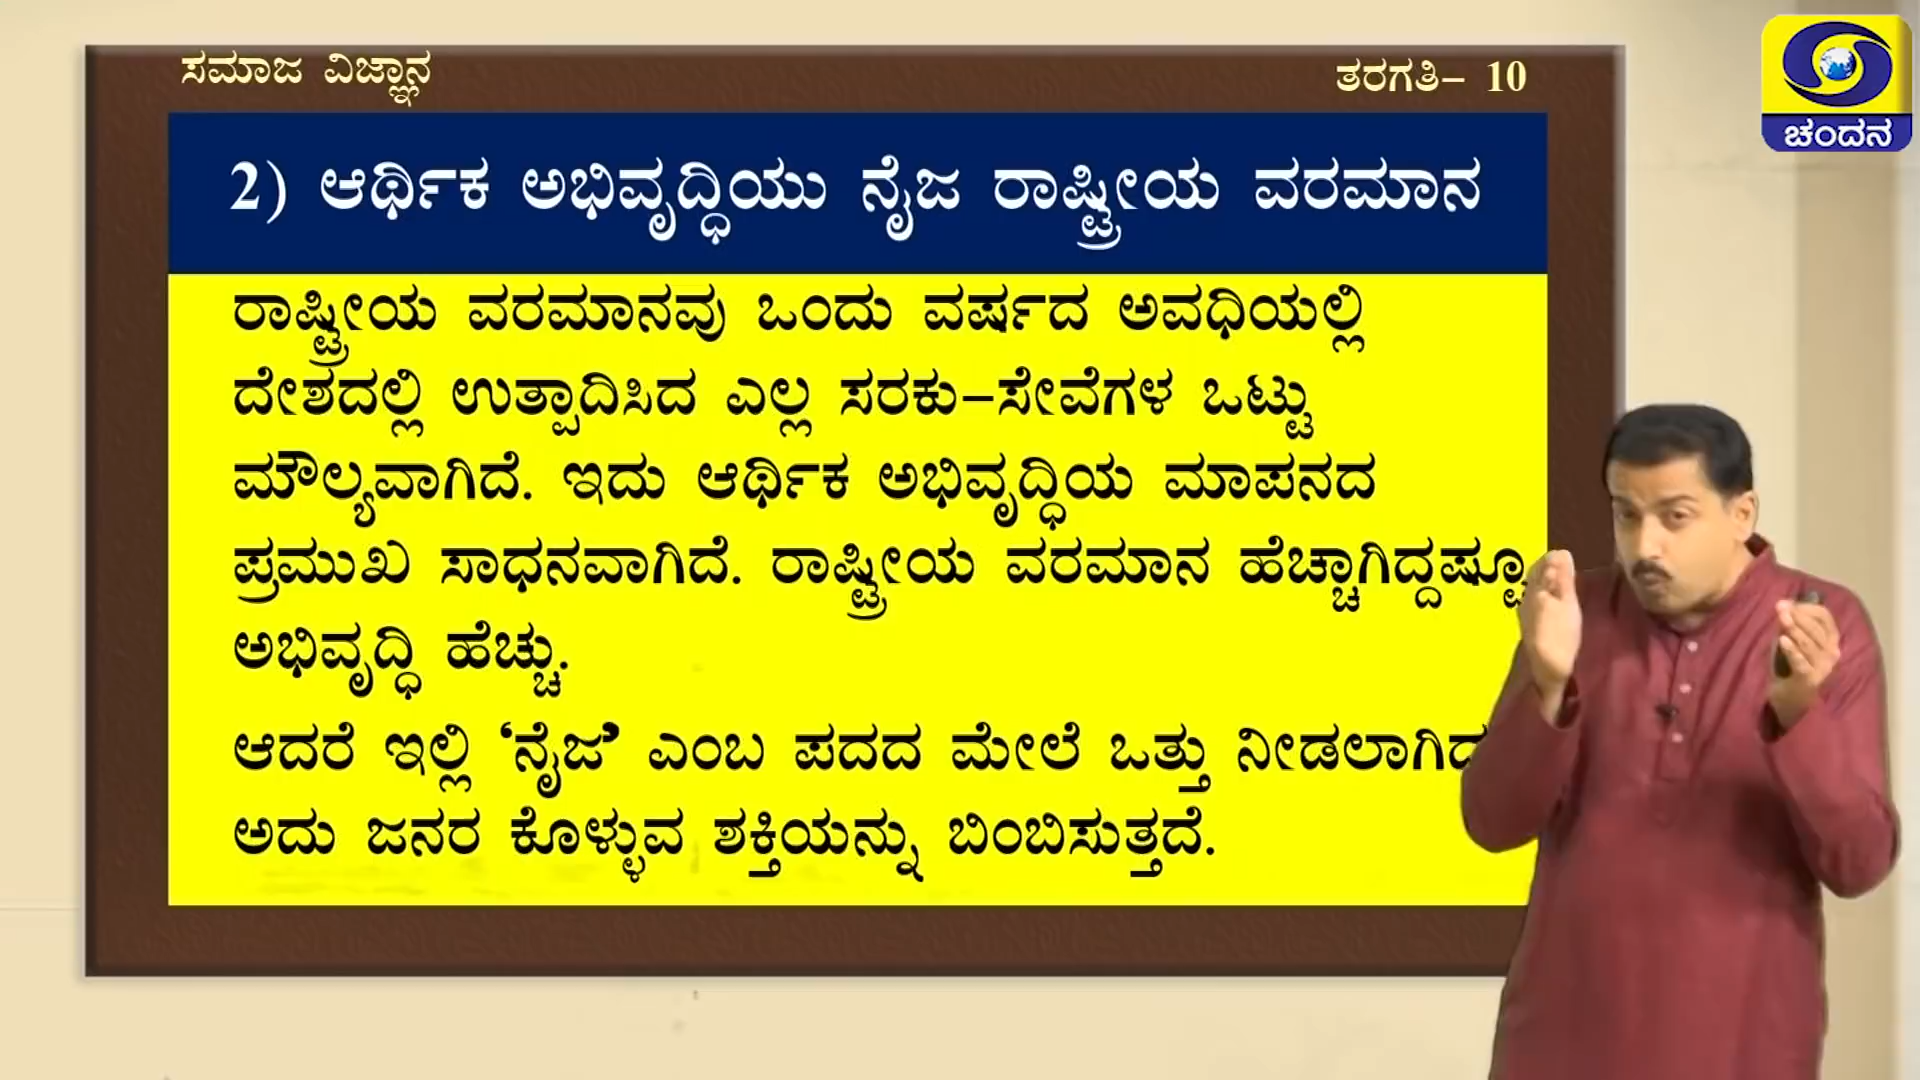 ಸಮಾಜ ವಿಜ್ಞಾನ
ತರಗತಿ– 10
ಚಂದನ
2) ಆರ್ಥಿಕ ಅಭಿವೃದ್ಧಿಯು ನೈಜ ರಾಷ್ಟ್ರೀಯ ವರಮಾನ
ರಾಷ್ಟ್ರೀಯ ವರಮಾನವು ಒಂದು ವರ್ಷದ ಅವಧಿಯಲ್ಲಿ
ದೇಶದಲ್ಲಿ ಉತ್ಪಾದಿಸಿದ ಎಲ್ಲ ಸರಕು–ಸೇವೆಗಳ ಒಟ್ಟು
ಮೌಲ್ಯವಾಗಿದೆ. ಇದು ಆರ್ಥಿಕ ಅಭಿವೃದ್ಧಿಯ ಮಾಪನದ
ಪ್ರಮುಖ ಸಾಧನವಾಗಿದೆ. ರಾಷ್ಟ್ರೀಯ ವರಮಾನ ಹೆಚ್ಚಾಗಿದ್ದಷ್ಟೂ
ಅಭಿವೃದ್ಧಿ ಹೆಚ್ಚು.
ಆದರೆ ಇಲ್ಲಿ ‘ನೈಜ’ ಎಂಬ ಪದದ ಮೇಲೆ ಒತ್ತು
ಅದು ಜನರ ಕೊಳ್ಳುವ ಶಕ್ತಿಯನ್ನು ಬಿಂಬಿಸುತ್ತದೆ.